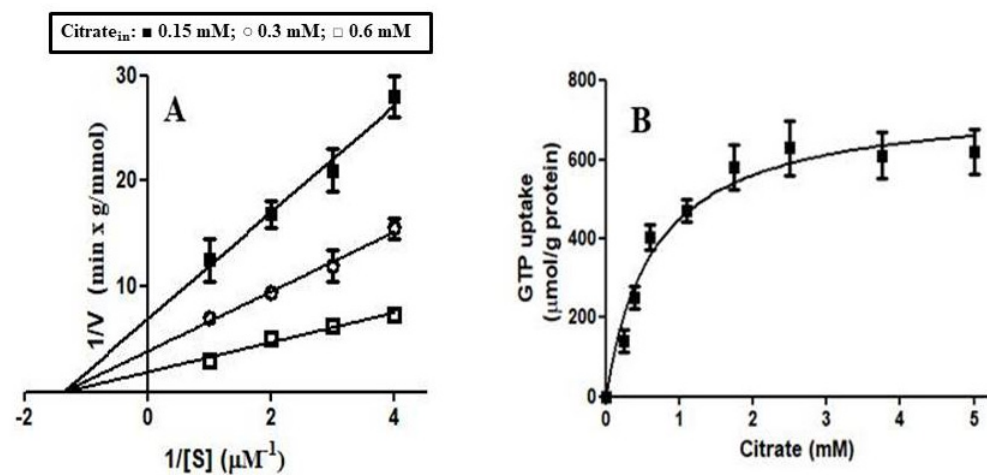 Citrate_in: ■ 0.15 mM; ○ 0.3 mM; □ 0.6 mM
A
30
20
10
-2
0
2
4
1/V (min x g/mmol)
1/[S] (μM⁻¹)
B
800
600
400
200
0
0
1
2
3
4
5
GTP uptake
(μmol/g protein)
Citrate (mM)